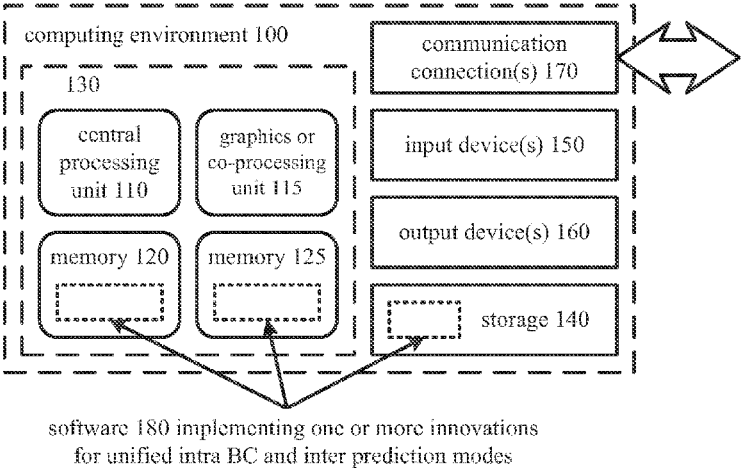 computing environment 100
130
central
processing
unit 110
graphics or
co-processing
unit 115
memory 120
memory 125
communication
connection(s) 170
input device(s) 150
output device(s) 160
storage 140
software 180 implementing one or more innovations
for unified intra BC and inter prediction modes